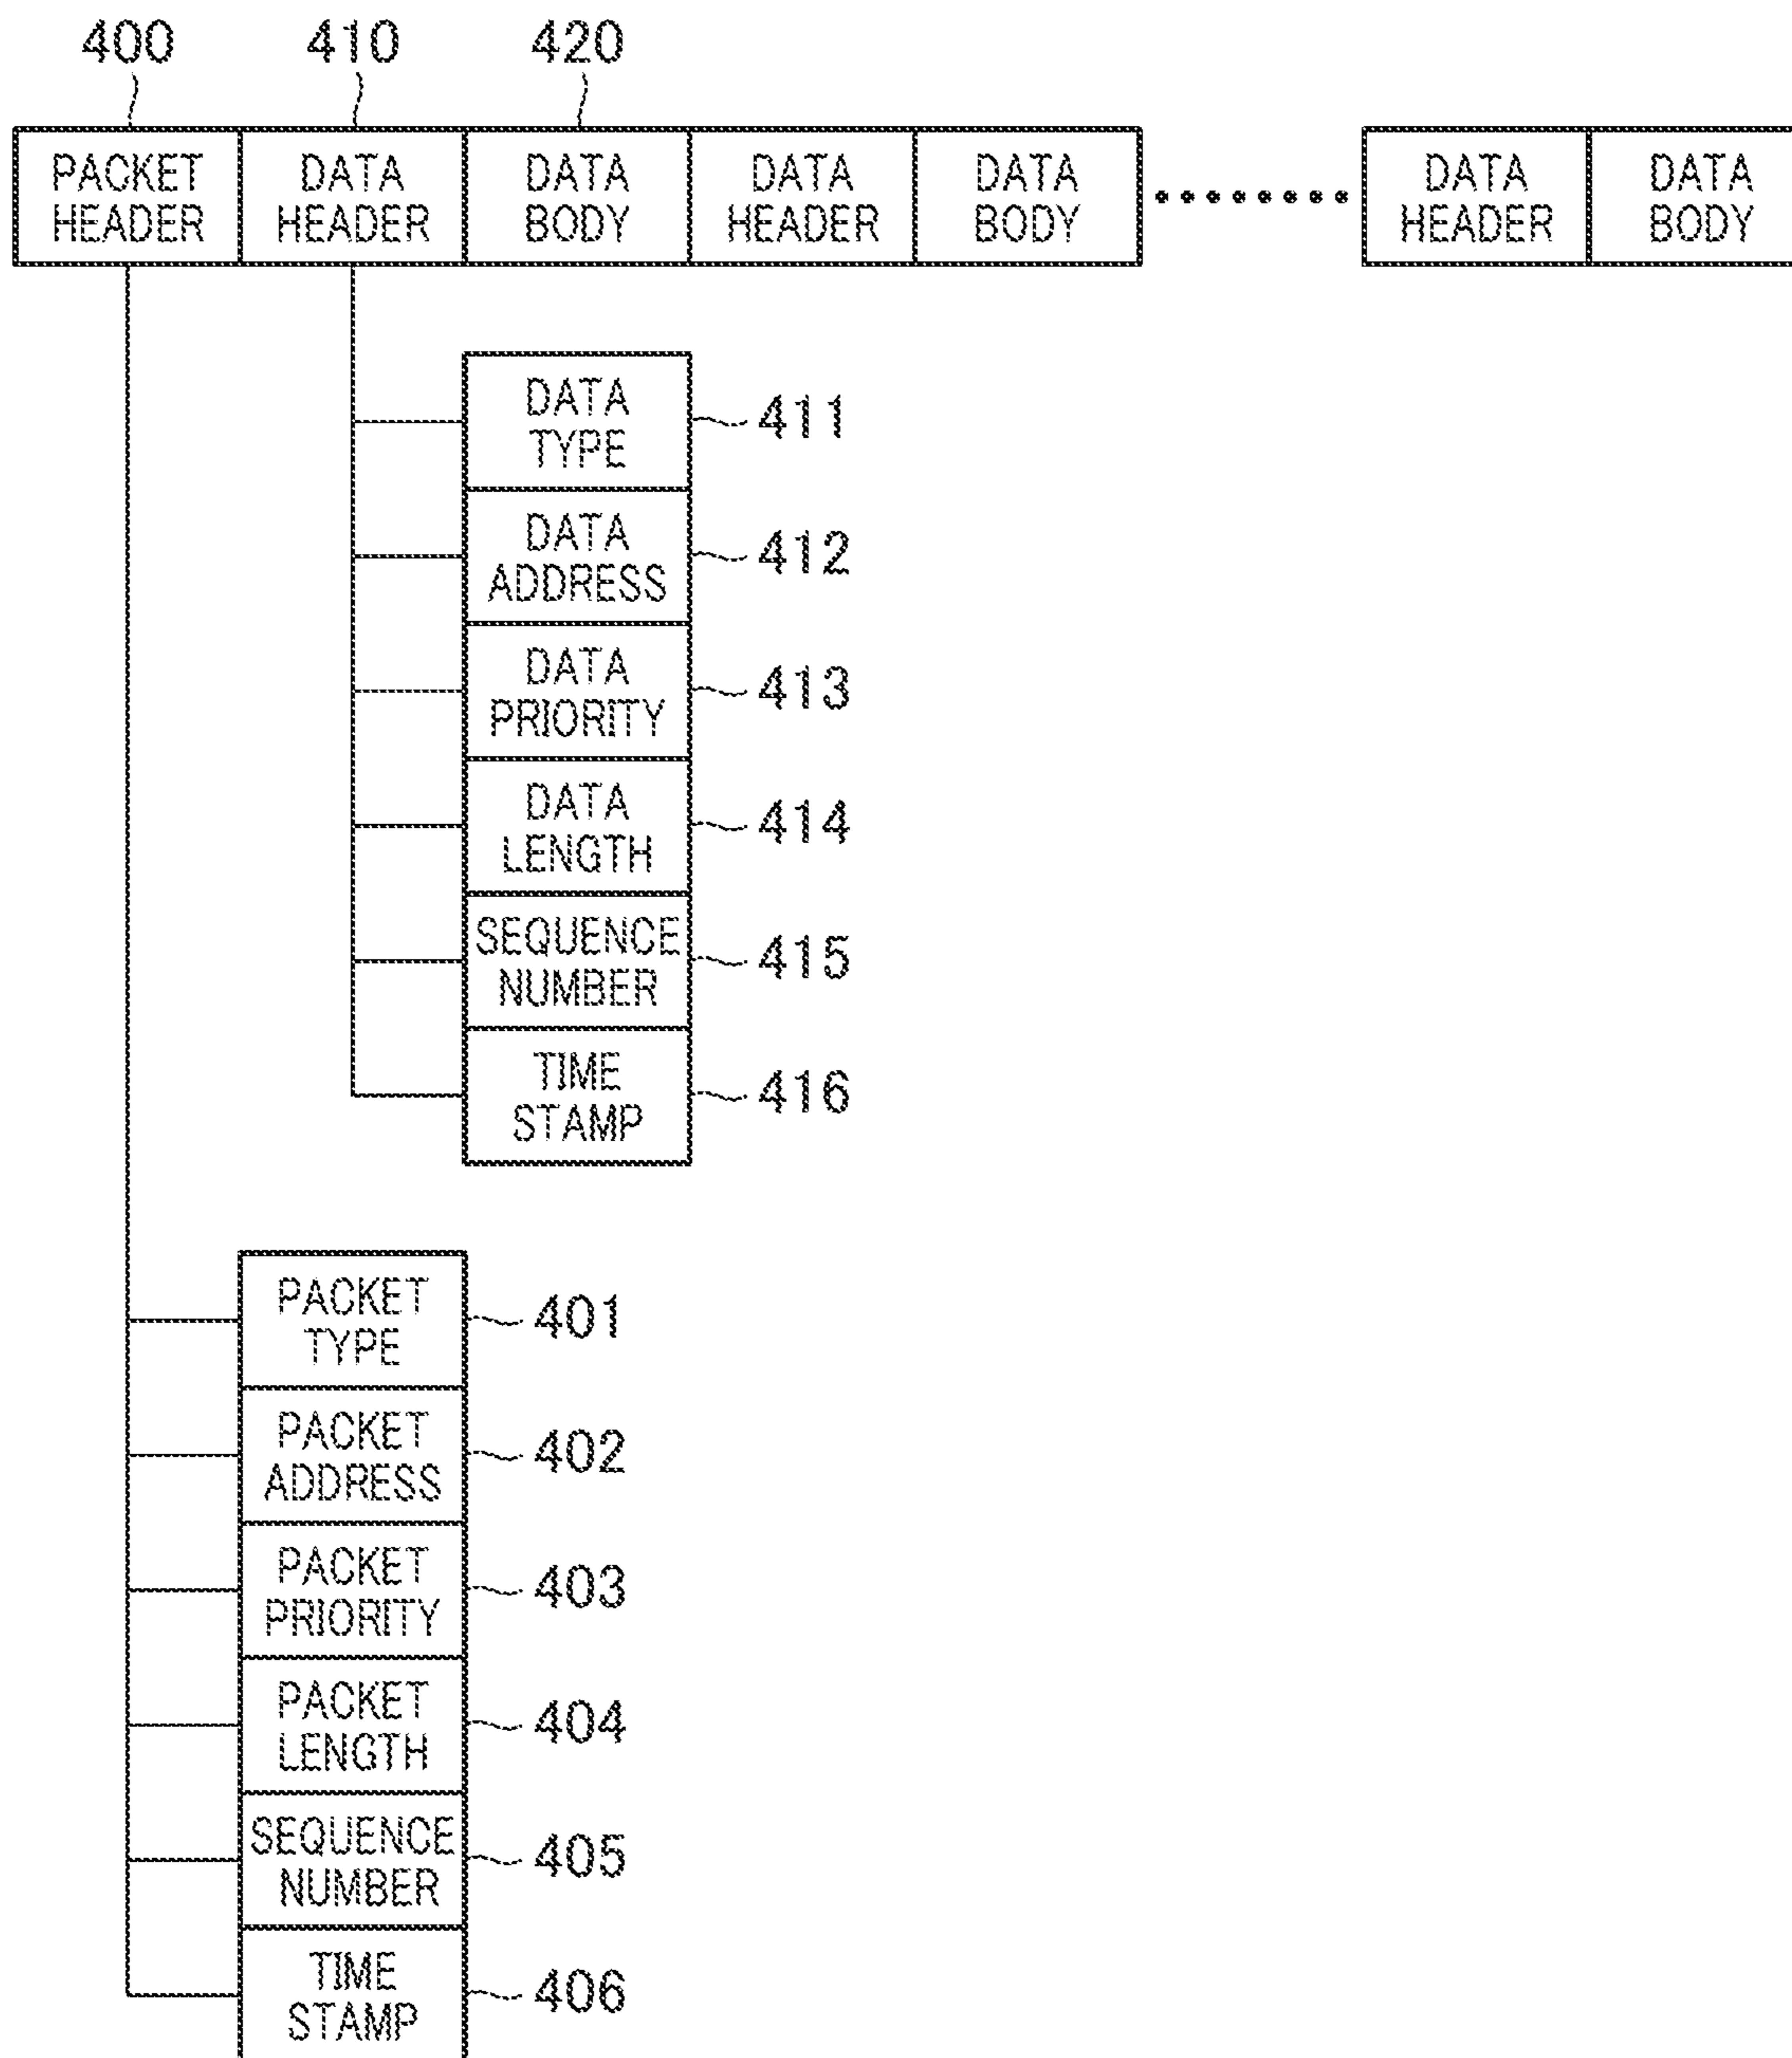 400 410 420
PACKET DATA DATA DATA DATA DATA DATA
HEADER HEADER BODY HEADER BODY HEADER BODY
DATA
TYPE
411
DATA
ADDRESS
412
DATA
PRIORITY
413
DATA
LENGTH
414
SEQUENCE
NUMBER
415
TIME
STAMP
416
PACKET
TYPE
401
PACKET
ADDRESS
402
PACKET
PRIORITY
403
PACKET
LENGTH
404
SEQUENCE
NUMBER
405
TIME
STAMP
406